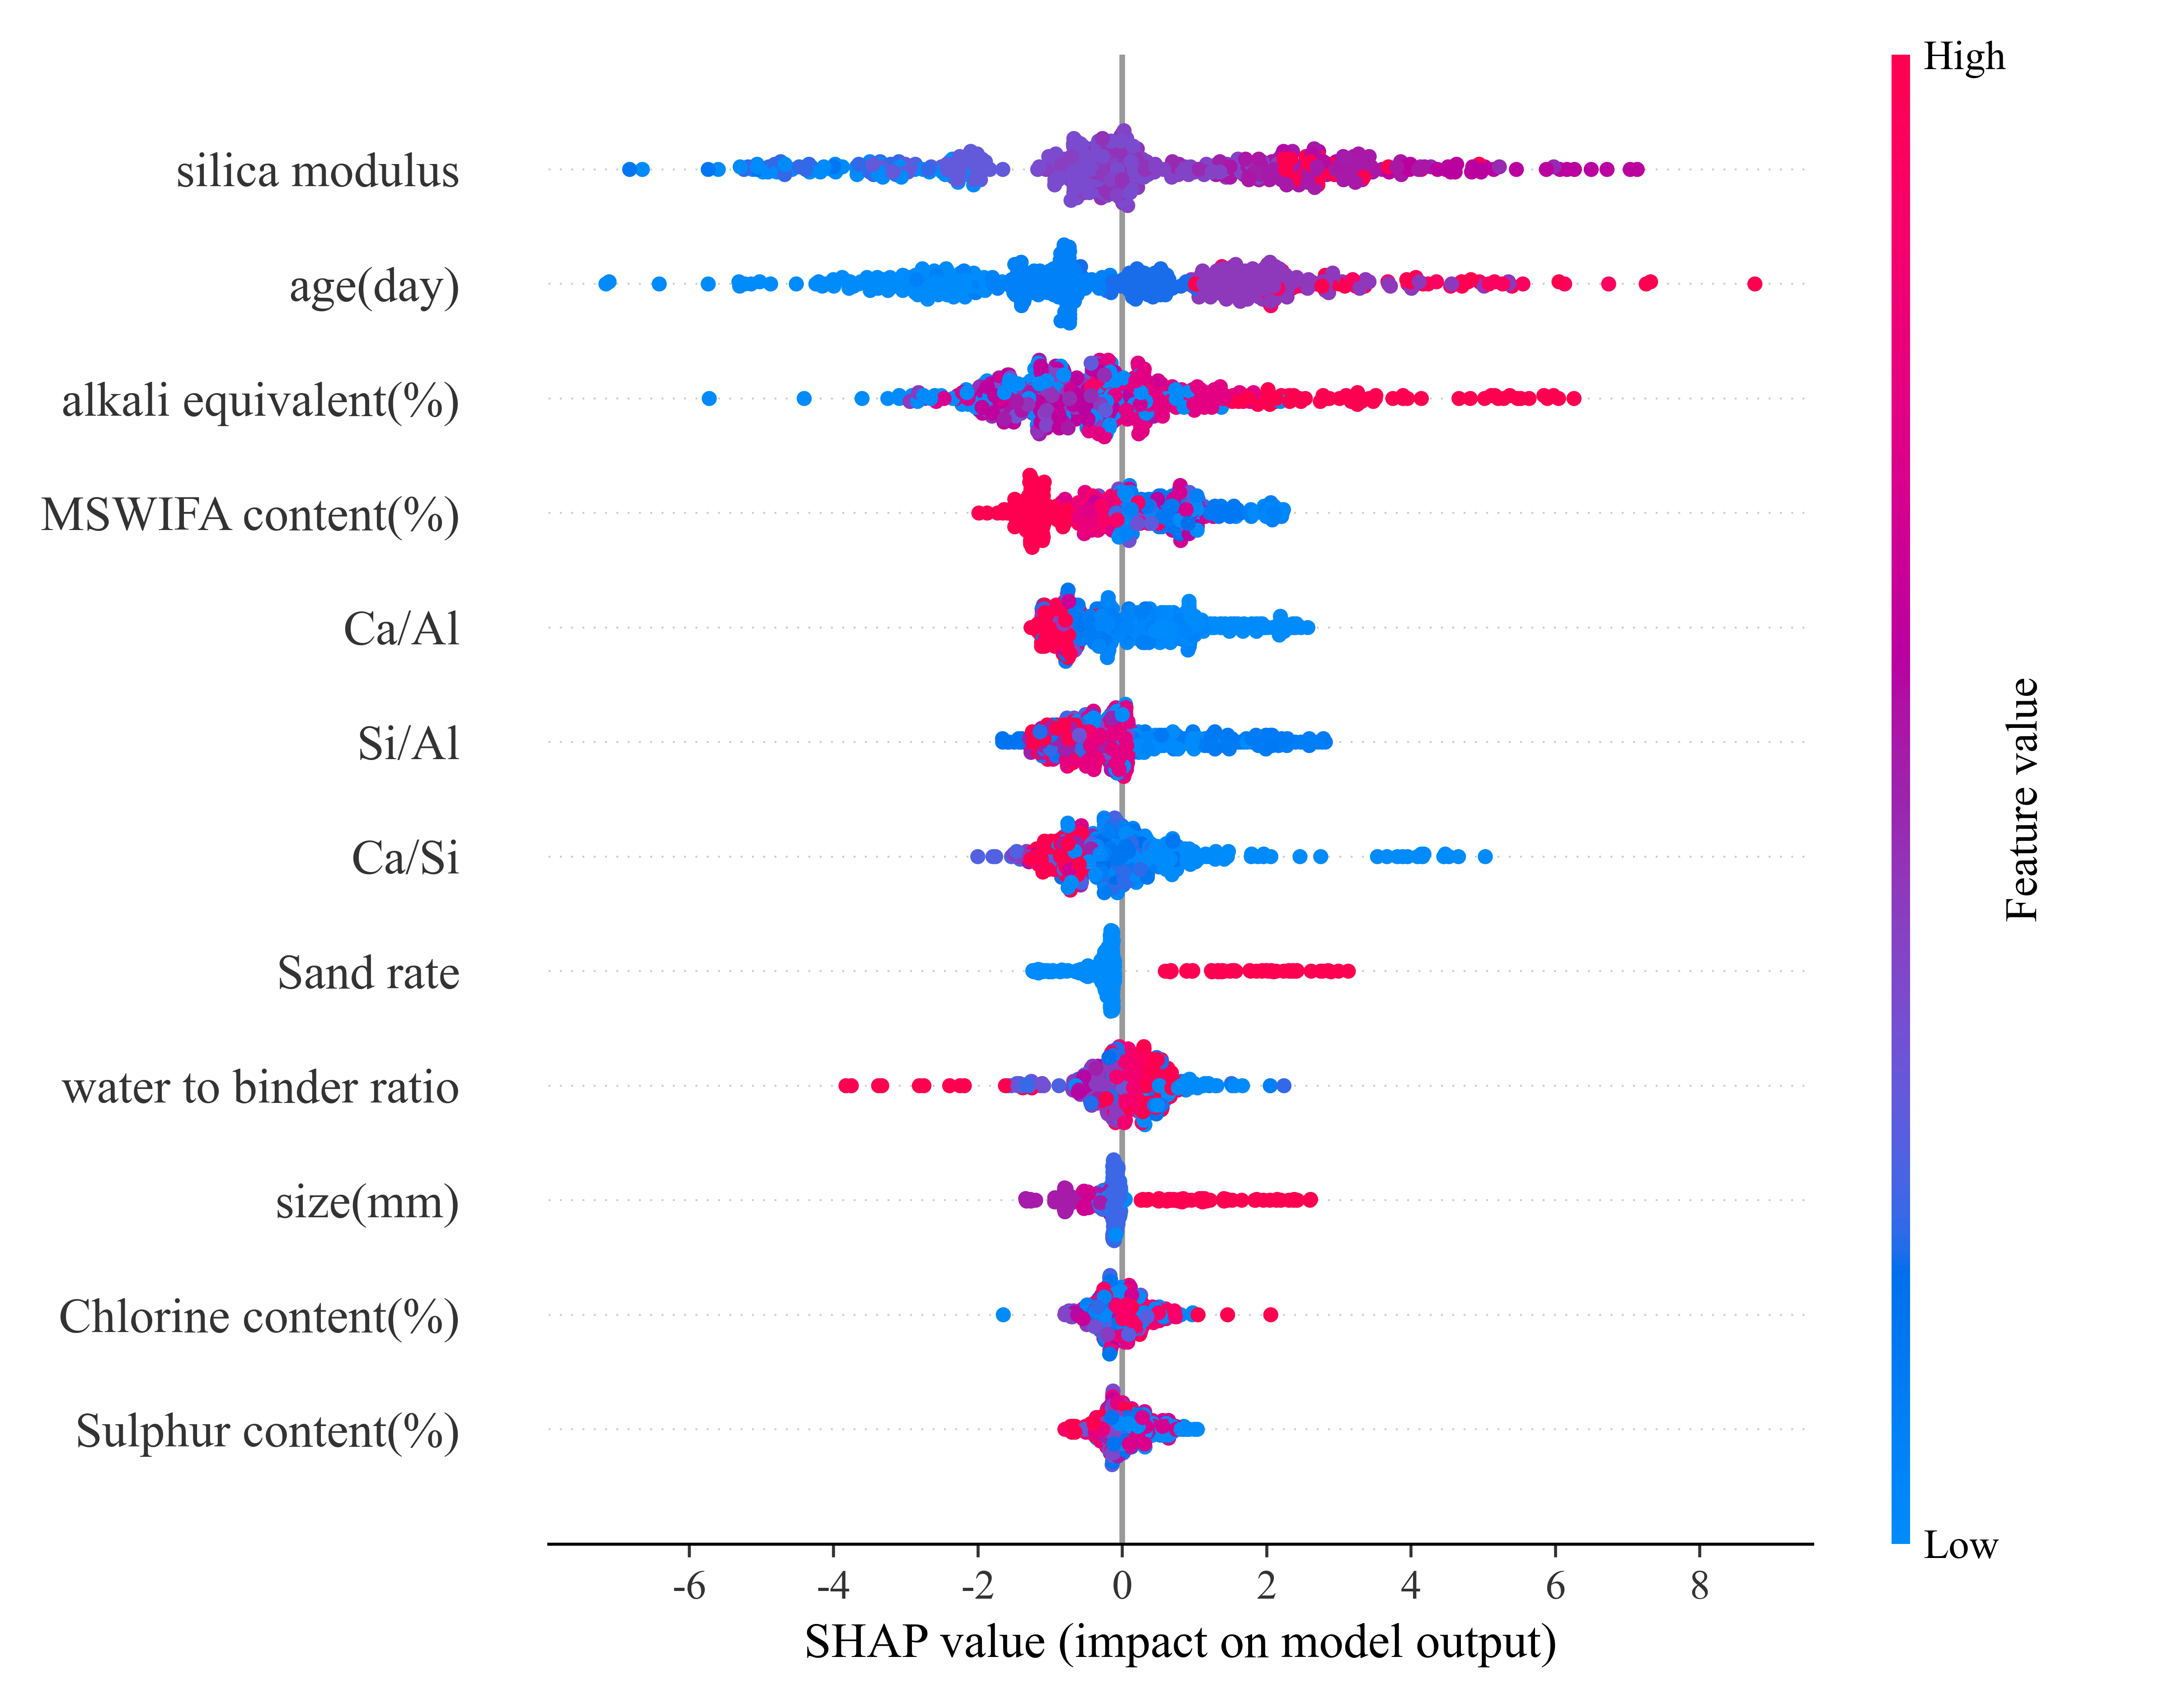 High
silica modulus
age(day)
alkali equivalent(%)
MSWIFA content(%)
Ca/Al
Si/Al
Ca/Si
Sand rate
water to binder ratio
size(mm)
Chlorine content(%)
Sulphur content(%)
Feature value
Low
-6 -4 -2 0 2 4 6 8
SHAP value (impact on model output)